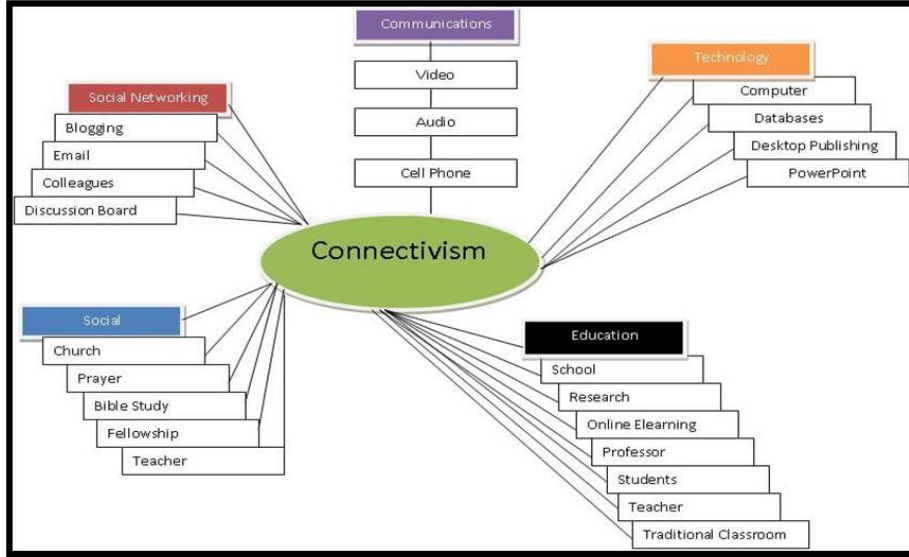 Communications
Video
Audio
Cell Phone
Technology
Computer
Databases
Desktop Publishing
PowerPoint
Social Networking
Blogging
Email
Colleagues
Discussion Board
Connectivism
Social
Church
Prayer
Bible Study
Fellowship
Teacher
Education
School
Research
Online Elearning
Professor
Students
Teacher
Traditional Classroom